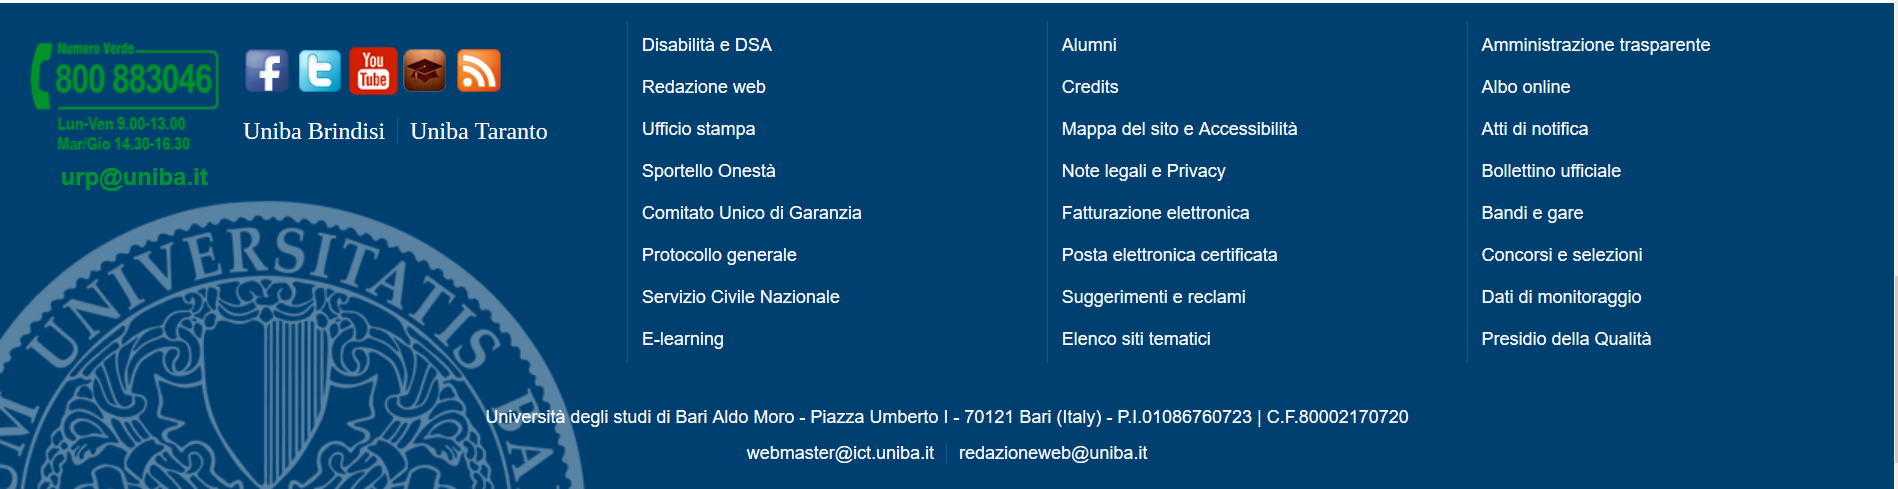 Numero Verde
800 883046
Lun-Ven 9.00-13.00
Mar/Gio 14.30-16.30
urp@uniba.it
You
Tube
Uniba Brindisi
Uniba Taranto
Disabilità e DSA
Redazione web
Ufficio stampa
Sportello Onestà
Comitato Unico di Garanzia
Protocollo generale
Servizio Civile Nazionale
E-learning
Alumni
Credits
Mappa del sito e Accessibilità
Note legali e Privacy
Fatturazione elettronica
Posta elettronica certificata
Suggerimenti e reclami
Elenco siti tematici
Amministrazione trasparente
Albo online
Atti di notifica
Bollettino ufficiale
Bandi e gare
Concorsi e selezioni
Dati di monitoraggio
Presidio della Qualità
UNIVERSITATIS
Università degli studi di Bari Aldo Moro - Piazza Umberto I - 70121 Bari (Italy) - P.I.01086760723 | C.F.80002170720
webmaster@ict.uniba.it
redazioneweb@uniba.it